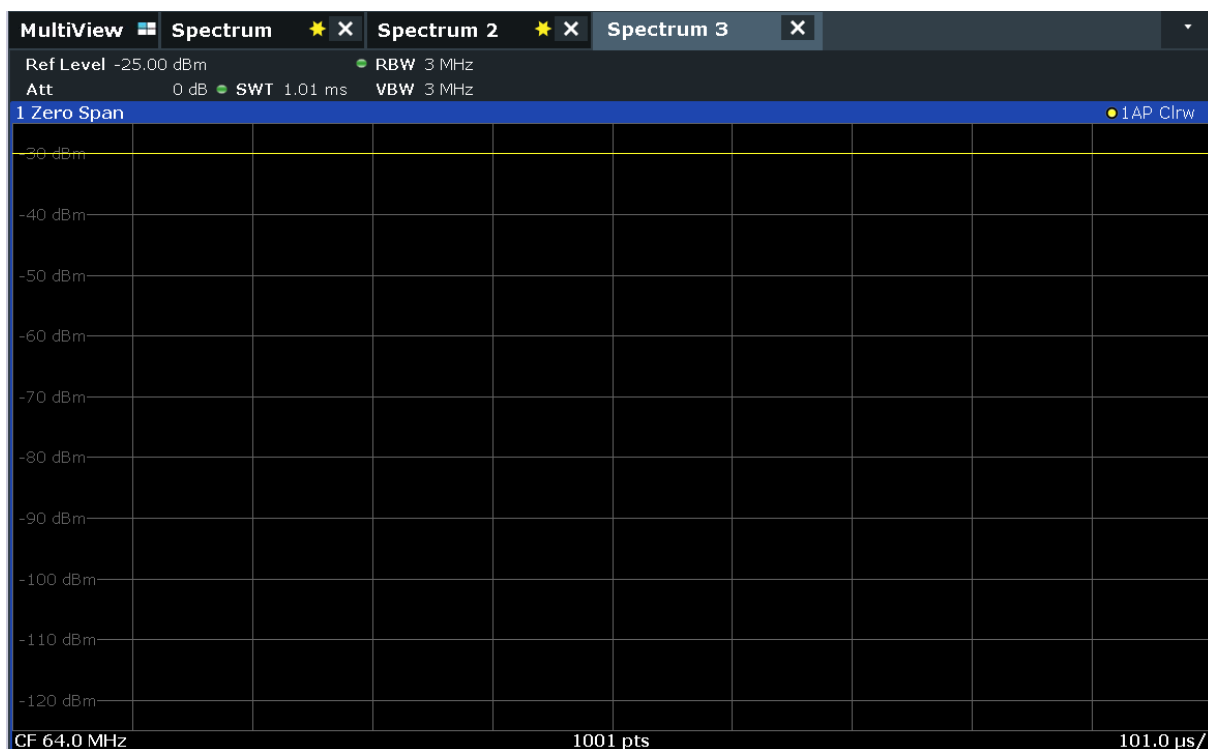 MultiView Spectrum Spectrum 2 Spectrum 3
Ref Level -25.00 dBm RBW 3 MHz
Att 0 dB SWT 1.01 ms VBW 3 MHz
1 Zero Span 1AP Clrw
-30 dBm
-40 dBm
-50 dBm
-60 dBm
-70 dBm
-80 dBm
-90 dBm
-100 dBm
-110 dBm
-120 dBm
CF 64.0 MHz 1001 pts 101.0 µs/